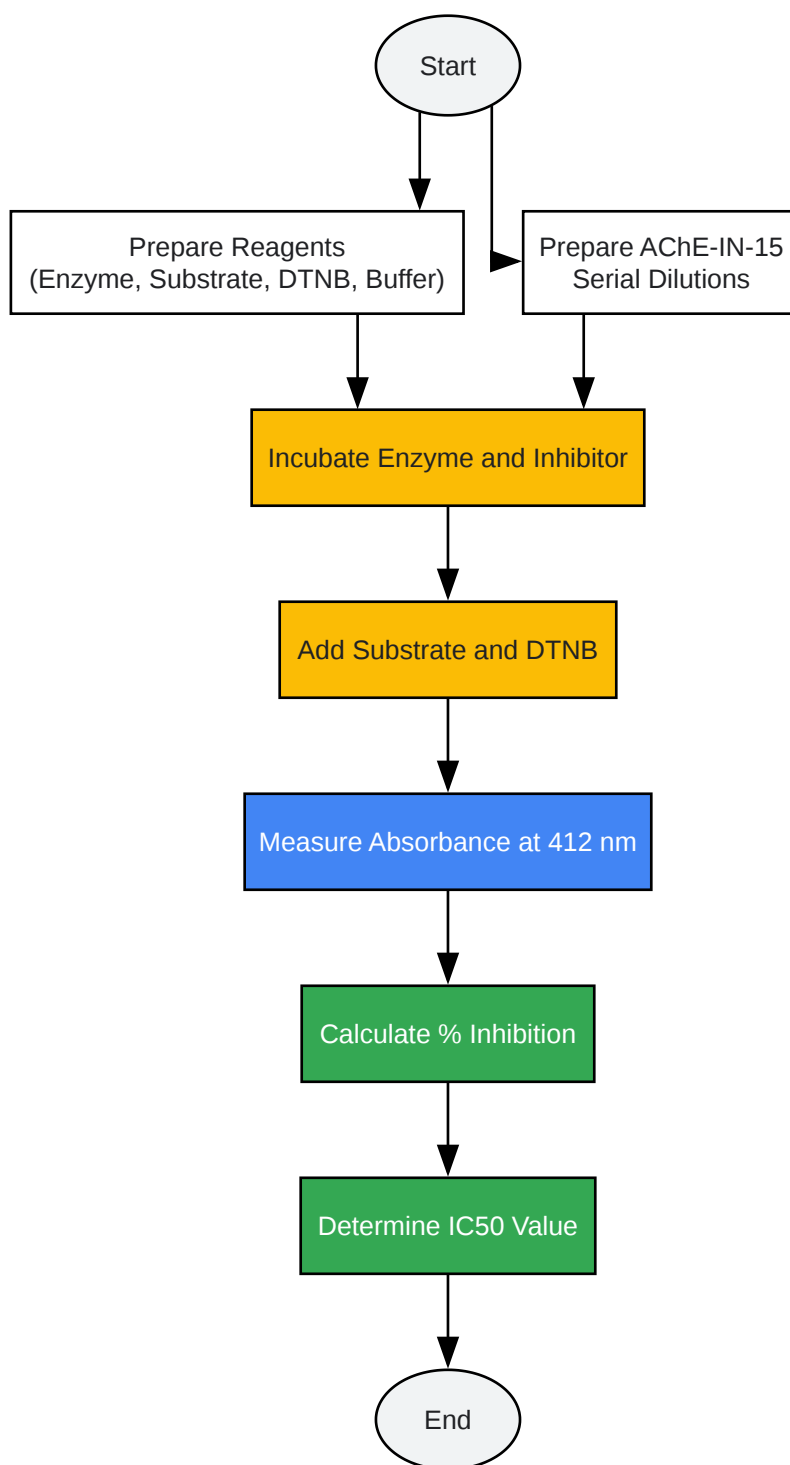 Start
Prepare Reagents
(Enzyme, Substrate, DTNB, Buffer)
Prepare AChE-IN-15
Serial Dilutions
Incubate Enzyme and Inhibitor
Add Substrate and DTNB
Measure Absorbance at 412 nm
Calculate % Inhibition
Determine IC50 Value
End